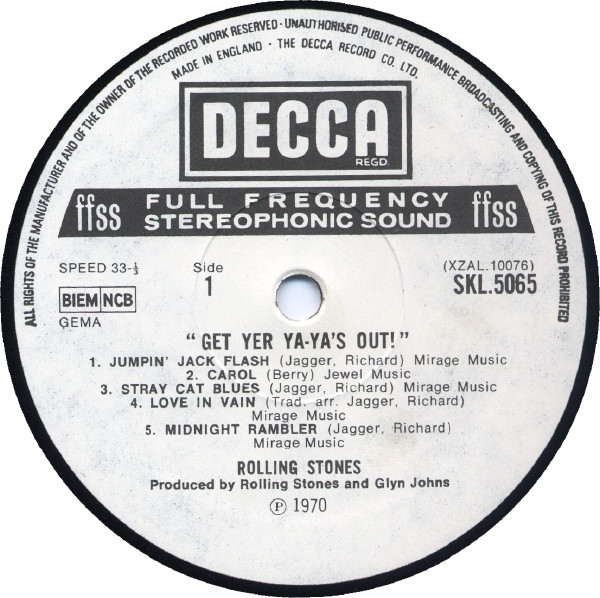 ALL RIGHTS OF THE MANUFACTURER AND OF THE OWNER OF THE RECORDED WORK RESERVED · UNAUTHORISED PUBLIC PERFORMANCE BROADCASTING AND COPYING OF THIS RECORD PROHIBITED
MADE IN ENGLAND · THE DECCA RECORD CO. LTD.
DECCA
REGD.
ffss FULL FREQUENCY ffss
STEREOPHONIC SOUND
SPEED 33-⅓ Side (XZAL.10076)
1 SKL.5065
BIEM NCB
GEMA
"GET YER YA-YA'S OUT!"
1. JUMPIN' JACK FLASH (Jagger, Richard) Mirage Music
2. CAROL (Berry) Jewel Music
3. STRAY CAT BLUES (Jagger, Richard) Mirage Music
4. LOVE IN VAIN (Trad. arr. Jagger, Richard)
Mirage Music
5. MIDNIGHT RAMBLER (Jagger, Richard)
Mirage Music
ROLLING STONES
Produced by Rolling Stones and Glyn Johns
℗ 1970